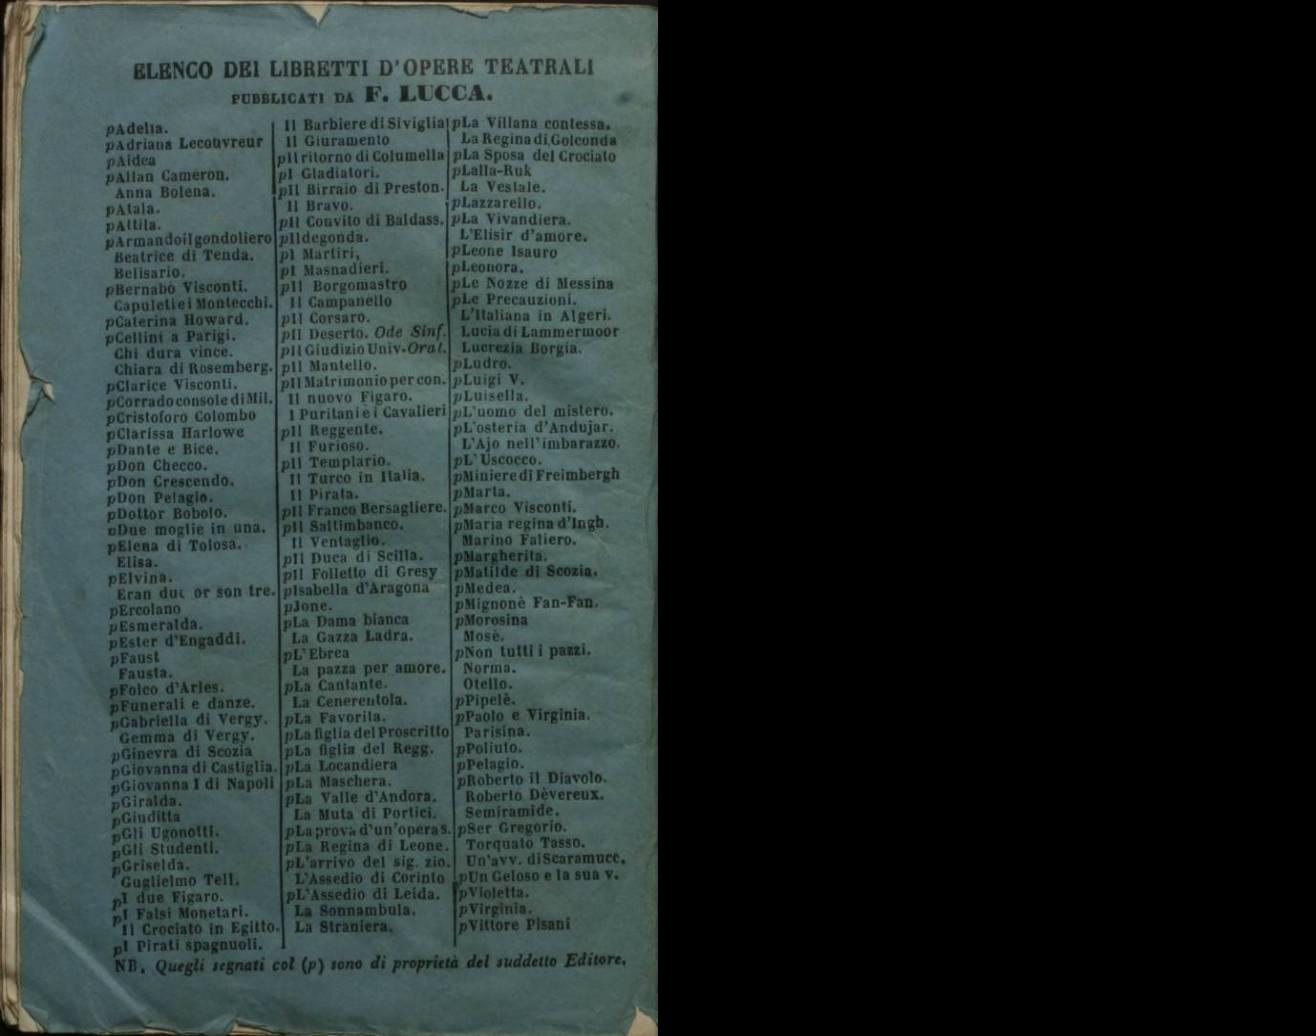 ELENCO DEI LIBRETTI D'OPERE TEATRALI
PUBBLICATI DA F. LUCCA.
pAdelia.
pAdriana Lecouvreur
pAidea
pAllan Cameron.
Anna Bolena.
pAtala.
pAttila.
pArmandoilgondoliero
Beatrice di Tenda.
Belisario.
pBernabò Visconti.
Capuleti e i Montecchi.
pCaterina Howard.
pCellini a Parigi.
Chi dura vince.
Chiara di Rosemberg.
pClarice Visconti.
pCorrado console di Mil.
pCristoforo Colombo
pClarissa Harlowe
pDante e Bice.
pDon Checco.
pDon Crescendo.
pDon Pelagio.
pDottor Bobolo.
pDue moglie in una.
pElena di Tolosa.
Elisa.
pElvina.
Eran due or son tre.
pErcolano
pEsmeralda.
pEster d'Engaddi.
pFaust
Fausta.
pFolco d'Arles.
pFunerali e danze.
pGabriella di Vergy.
Gemma di Vergy.
pGinevra di Scozia
pGiovanna di Castiglia.
pGiovanna I di Napoli
pGiralda.
pGiuditta
pGli Ugonotti.
pGli Studenti.
pGriselda.
Guglielmo Tell.
pI due Figaro.
pI Falsi Monetari.
Il Crociato in Egitto.
pI Pirati spagnuoli.
Il Barbiere di Siviglia
Il Giuramento
pIl ritorno di Columella
pI Gladiatori.
pIl Birraio di Preston.
Il Bravo.
pIl Convito di Baldass.
pIldegonda.
pI Martiri,
pI Masnadieri.
pIl Borgomastro
Il Campanello
pIl Corsaro.
pIl Deserto. Ode Sinf.
pIl Giudizio Univ. Orat.
pIl Mantello.
pIl Matrimonio per con.
Il nuovo Figaro.
I Puritani è i Cavalieri
pIl Reggente.
Il Furioso.
pIl Templario.
Il Turco in Italia.
Il Pirata.
pIl Franco Bersagliere.
pIl Saltimbanco.
Il Ventaglio.
pIl Duca di Scilla.
pIl Folletto di Gresy
pIsabella d'Aragona
pJone.
pLa Dama bianca
La Gazza Ladra.
pL'Ebrea
La pazza per amore.
pLa Cantante.
La Cenerentola.
pLa Favorita.
pLa figlia del Proscritto
pLa figlia del Regg.
pLa Locandiera
pLa Maschera.
pLa Valle d'Andora.
La Muta di Portici.
pLa prova d'un'opera s.
pLa Regina di Leone.
pL'arrivo del sig. zio.
L'Assedio di Corinto
pL'Assedio di Leida.
La Sonnambula.
La Straniera.
pLa Villana contessa.
La Regina di Golconda
pLa Sposa del Crociato
pLalla-Ruk
La Vestale.
pLazzarello.
pLa Vivandiera.
L'Elisir d'amore.
pLeone Isauro
pLeonora.
pLe Nozze di Messina
pLe Precauzioni.
L'Italiana in Algeri.
Lucia di Lammermoor
Lucrezia Borgia.
pLudro.
pLuigi V.
pLuisella.
pL'uomo del mistero.
pL'osteria d'Andujar.
L'Ajo nell'imbarazzo.
pL'Uscocco.
pMiniere di Freimbergh
pMarta.
pMarco Visconti.
pMaria regina d'Ingh.
Marino Faliero.
pMargherita.
pMatilde di Scozia.
pMedea.
pMignonè Fan-Fan.
pMorosina
Mosè.
pNon tutti i pazzi.
Norma.
Otello.
pPipelè.
pPaolo e Virginia.
Parisina.
pPoliuto.
pPelagio.
pRoberto il Diavolo.
Roberto Dèvereux.
Semiramide.
pSer Gregorio.
Torquato Tasso.
Un'avv. di Scaramucc.
pUn Geloso e la sua v.
pVioletta.
pVirginia.
pVittore Pisani
NB. Quegli segnati col (p) sono di proprietà del suddetto Editore.